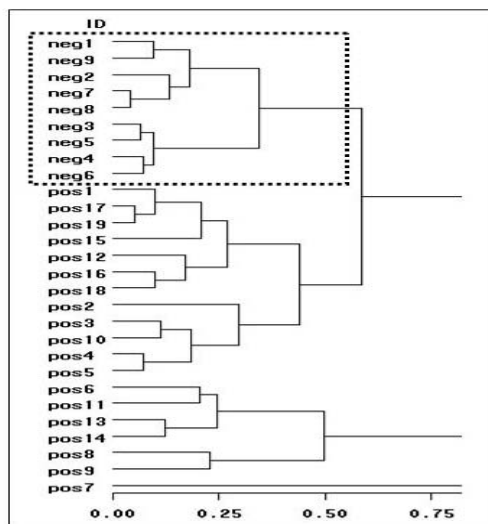 ID
neg1
neg9
neg2
neg7
neg8
neg3
neg5
neg4
neg6
pos1
pos17
pos19
pos15
pos12
pos16
pos18
pos2
pos3
pos10
pos4
pos5
pos6
pos11
pos13
pos14
pos8
pos9
pos7
0.00 0.25 0.50 0.75